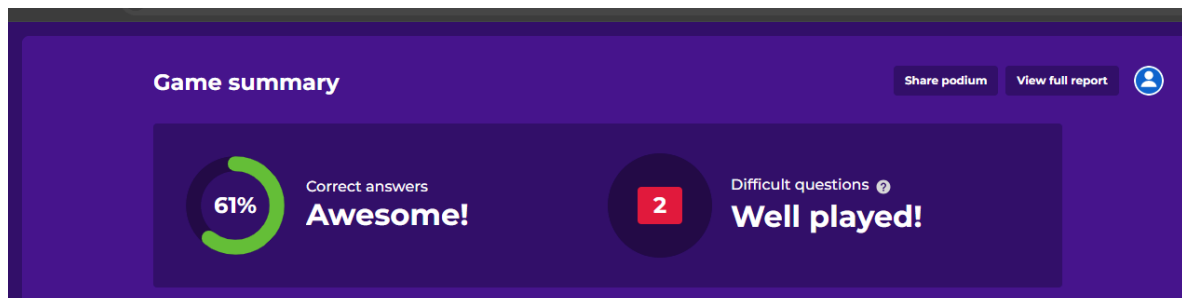 Game summary
Share podium
View full report
61%
Correct answers
Awesome!
2
Difficult questions ?
Well played!